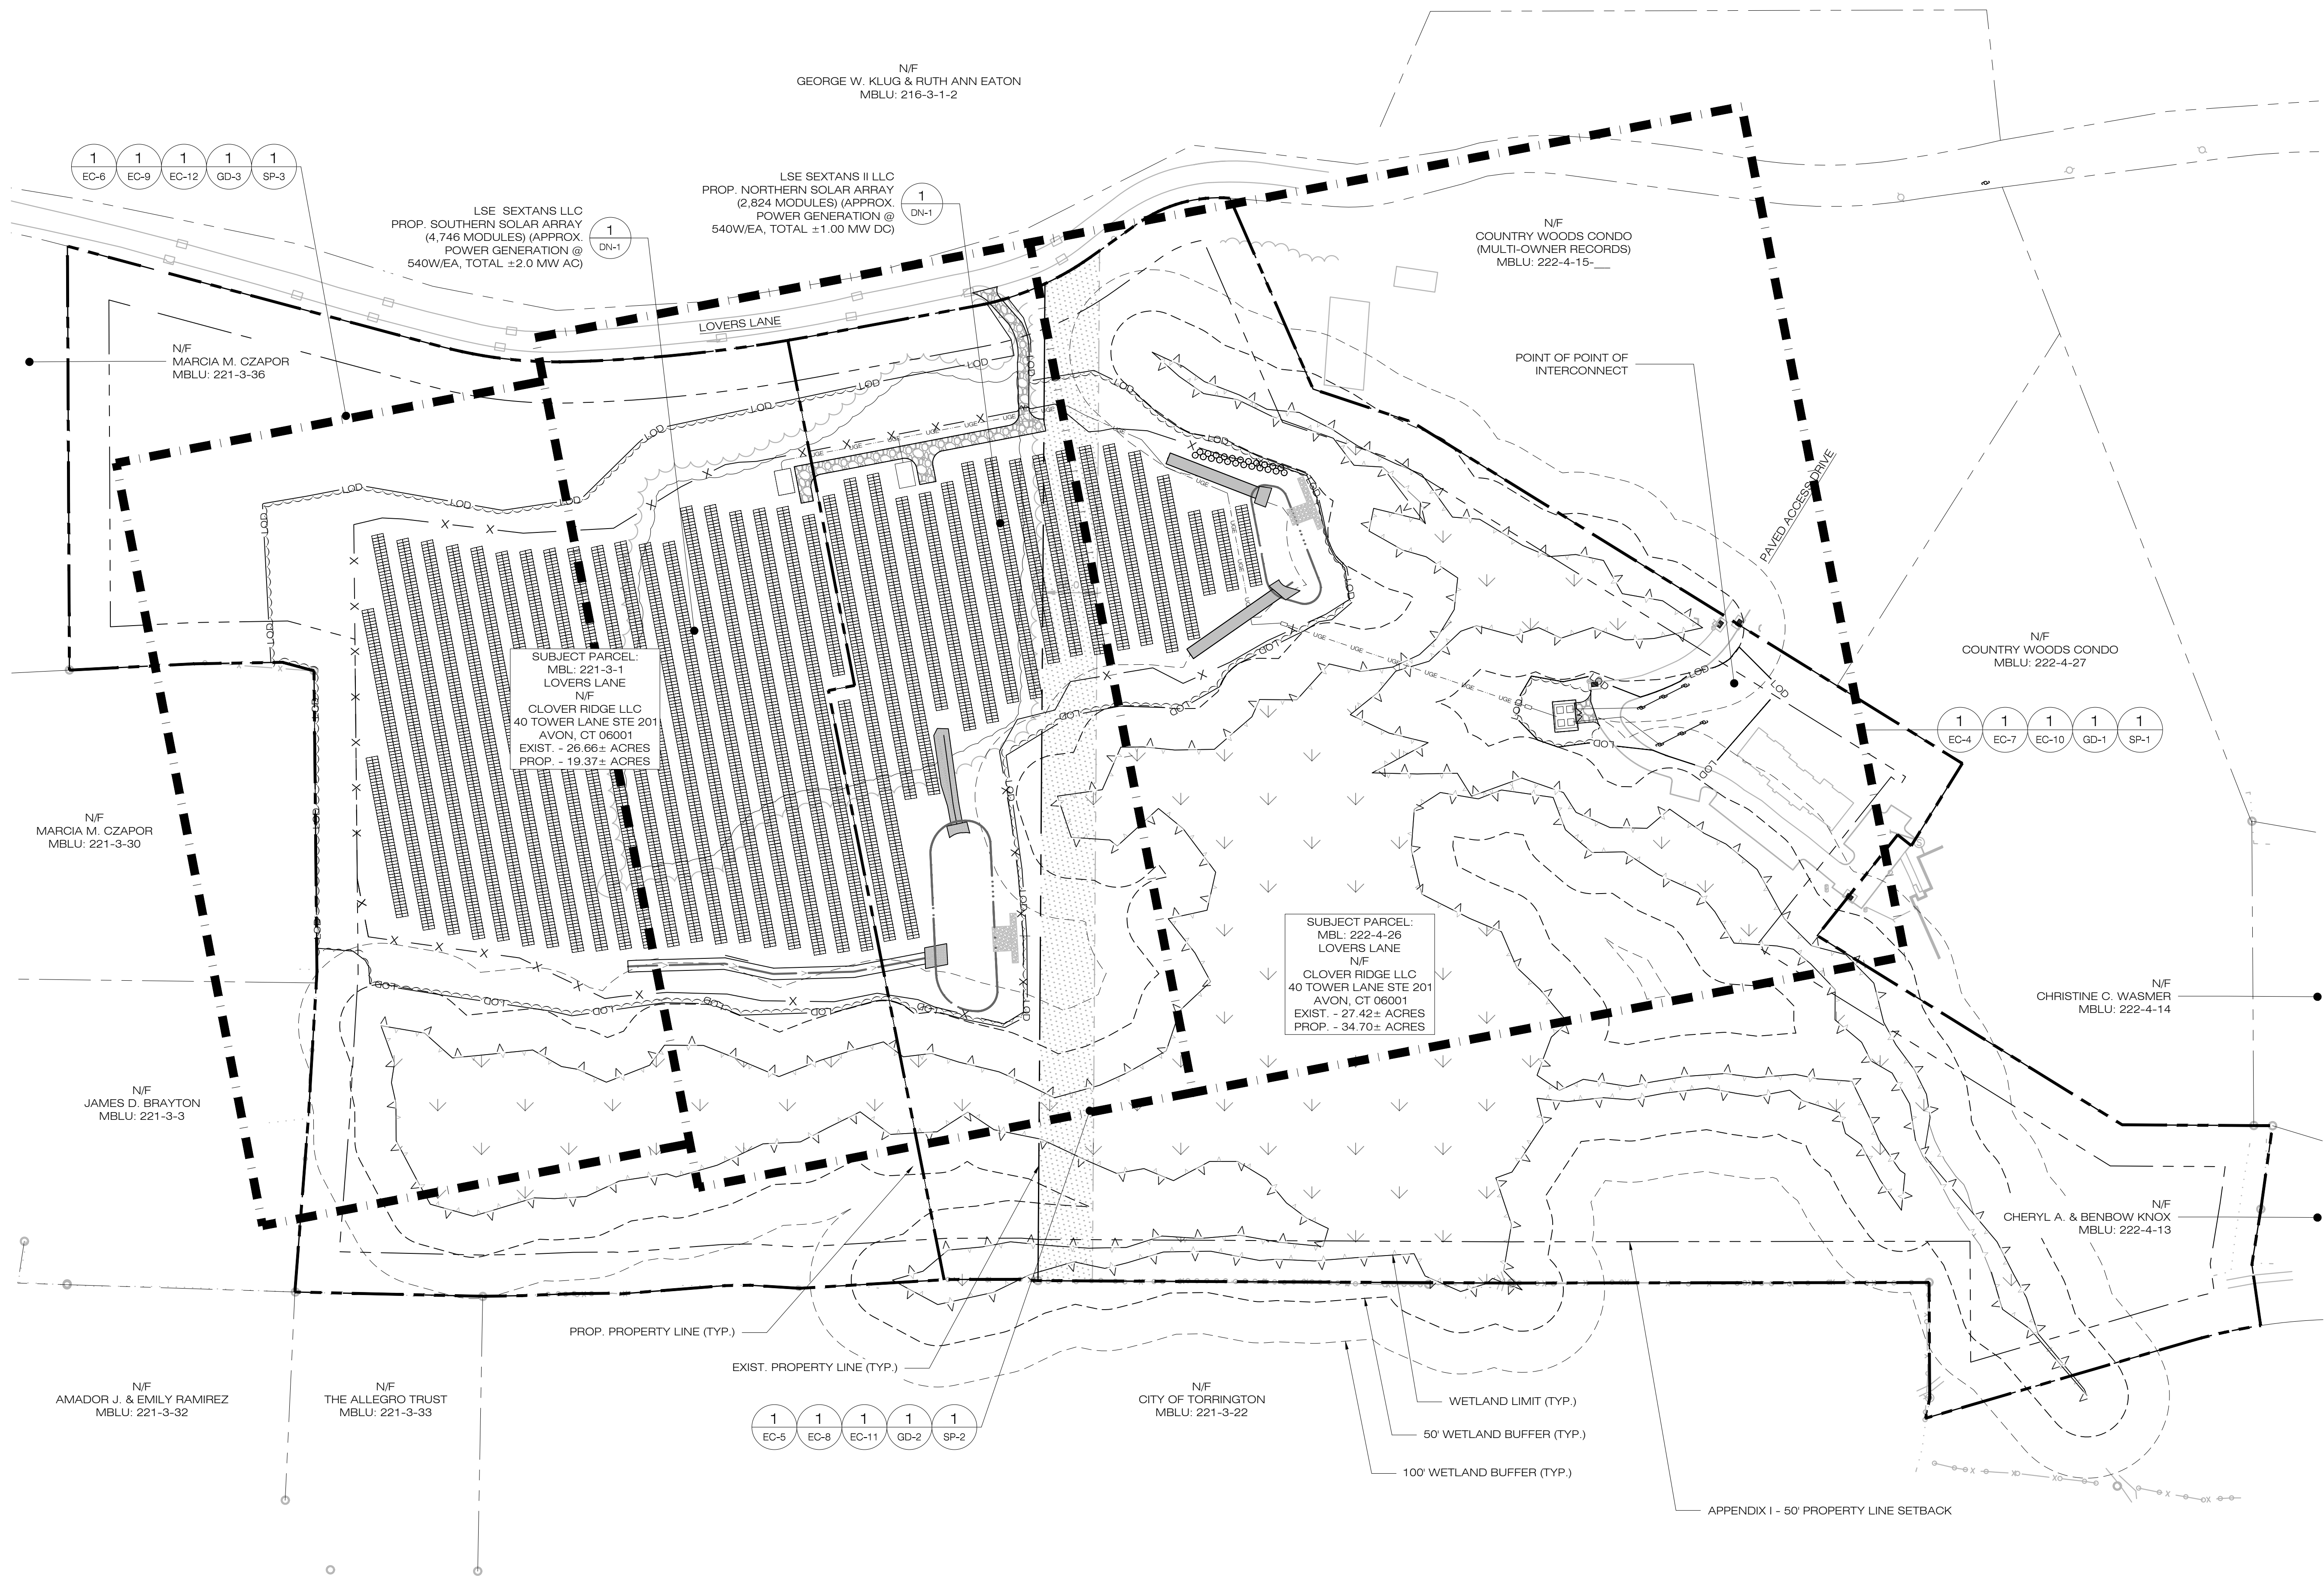 N/F
GEORGE W. KLUG & RUTH ANN EATON
MBLU: 216-3-1-2
1
EC-6
1
EC-9
1
EC-12
1
GD-3
1
SP-3
LSE SEXTANS II LLC
PROP. NORTHERN SOLAR ARRAY
(2,824 MODULES) (APPROX.
POWER GENERATION @
540W/EA, TOTAL ±1.00 MW DC)
1
DN-1
LSE SEXTANS LLC
PROP. SOUTHERN SOLAR ARRAY
(4,746 MODULES) (APPROX.
POWER GENERATION @
540W/EA, TOTAL ±2.0 MW AC)
1
DN-1
N/F
COUNTRY WOODS CONDO
(MULTI-OWNER RECORDS)
MBLU: 222-4-15-___
LOVERS LANE
N/F
MARCIA M. CZAPOR
MBLU: 221-3-36
POINT OF POINT OF
INTERCONNECT
PAVED ACCESS DRIVE
N/F
COUNTRY WOODS CONDO
MBLU: 222-4-27
SUBJECT PARCEL:
MBL: 221-3-1
LOVERS LANE
N/F
CLOVER RIDGE LLC
40 TOWER LANE STE 201
AVON, CT 06001
EXIST. - 26.66± ACRES
PROP. - 19.37± ACRES
1
EC-4
1
EC-7
1
EC-10
1
GD-1
1
SP-1
N/F
MARCIA M. CZAPOR
MBLU: 221-3-30
SUBJECT PARCEL:
MBL: 222-4-26
LOVERS LANE
N/F
CLOVER RIDGE LLC
40 TOWER LANE STE 201
AVON, CT 06001
EXIST. - 27.42± ACRES
PROP. - 34.70± ACRES
N/F
CHRISTINE C. WASMER
MBLU: 222-4-14
N/F
JAMES D. BRAYTON
MBLU: 221-3-3
N/F
CHERYL A. & BENBOW KNOX
MBLU: 222-4-13
PROP. PROPERTY LINE (TYP.)
EXIST. PROPERTY LINE (TYP.)
N/F
AMADOR J. & EMILY RAMIREZ
MBLU: 221-3-32
N/F
THE ALLEGRO TRUST
MBLU: 221-3-33
1
EC-5
1
EC-8
1
EC-11
1
GD-2
1
SP-2
N/F
CITY OF TORRINGTON
MBLU: 221-3-22
WETLAND LIMIT (TYP.)
50' WETLAND BUFFER (TYP.)
100' WETLAND BUFFER (TYP.)
APPENDIX I - 50' PROPERTY LINE SETBACK
LOD
LOD
LOD
LOD
LOD
LOD
LOD
UGE
UGE
UGE
UGE